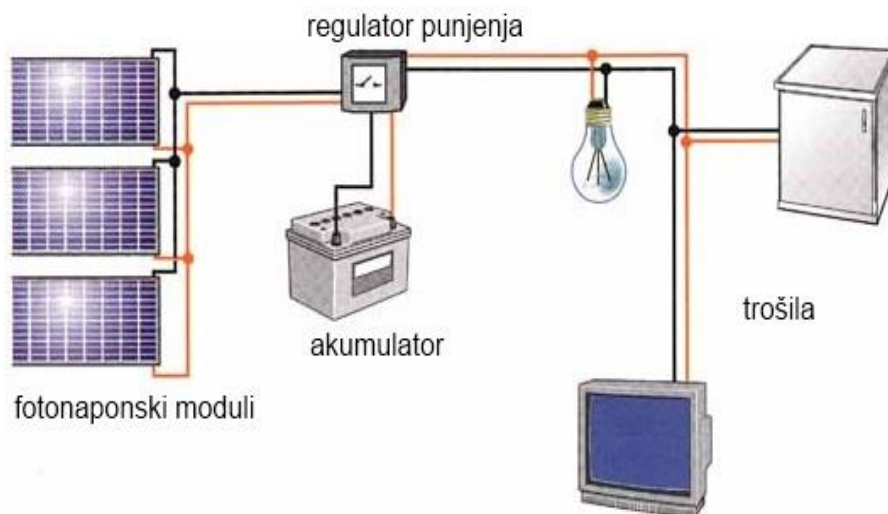 regulator punjenja
akumulator
trošila
fotonaponski moduli